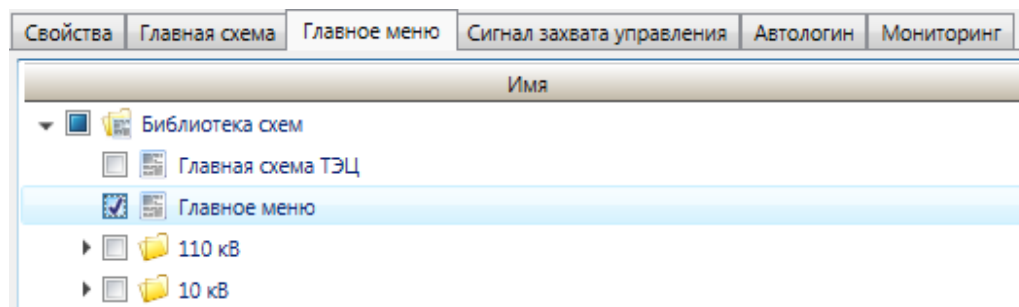 Свойства Главная схема Главное меню Сигнал захвата управления Автологин Мониторинг
Имя
Библиотека схем
Главная схема ТЭЦ
Главное меню
110 кВ
10 кВ